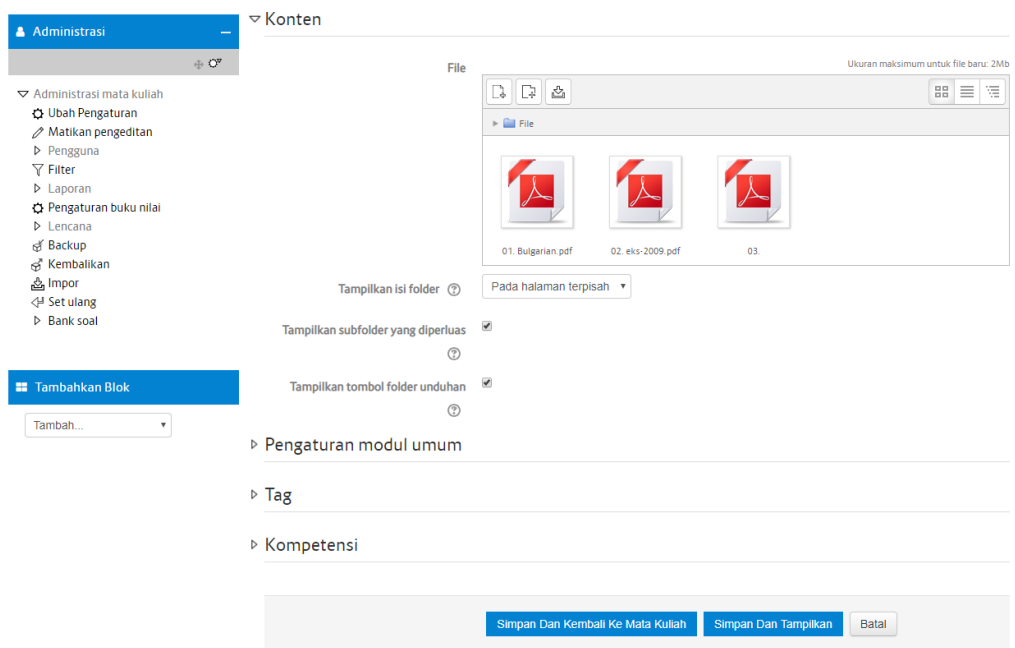 Administrasi
Administrasi mata kuliah
Ubah Pengaturan
Matikan pengeditan
Pengguna
Filter
Laporan
Pengaturan buku nilai
Lencana
Backup
Kembalikan
Impor
Set ulang
Bank soal
Tambahkan Blok
Tambah...
Konten
File
Ukuran maksimum untuk file baru: 2Mb
File
01. Bulgarian.pdf
02. eks-2009.pdf
03.
Tampilkan isi folder
Pada halaman terpisah
Tampilkan subfolder yang diperluas
Tampilkan tombol folder unduhan
Pengaturan modul umum
Tag
Kompetensi
Simpan Dan Kembali Ke Mata Kuliah
Simpan Dan Tampilkan
Batal